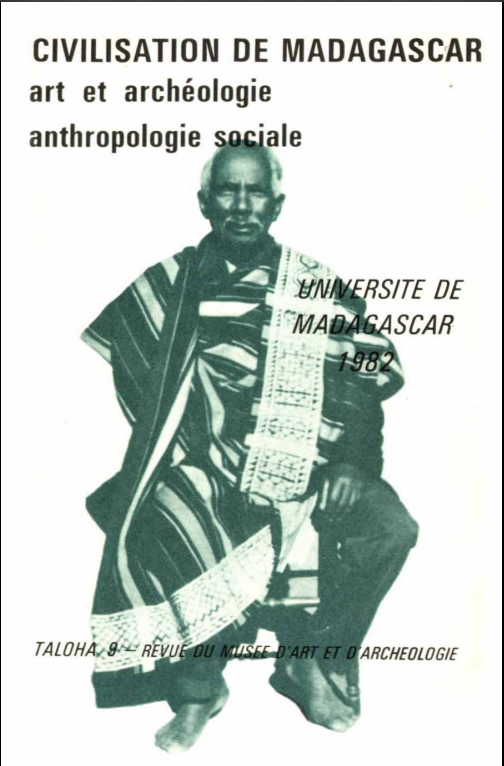 CIVILISATION DE MADAGASCAR
art et archéologie
anthropologie sociale
UNIVERSITE DE
MADAGASCAR
1982
TALOHA, 9 – REVUE DU MUSEE D'ART ET D'ARCHEOLOGIE